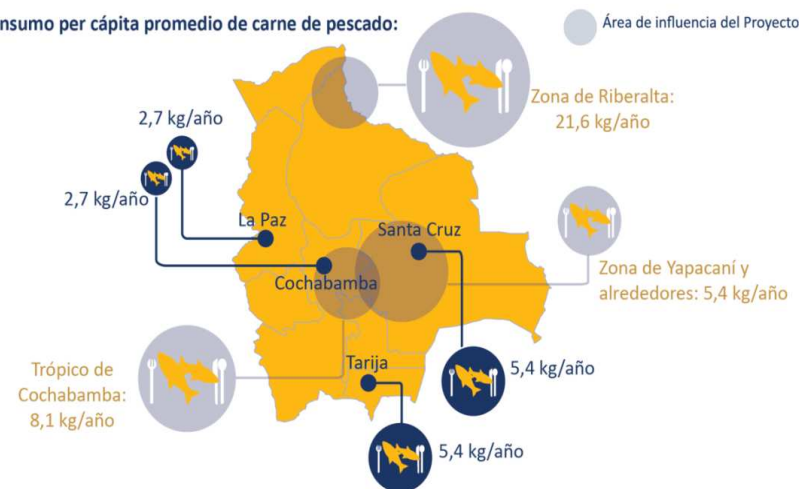 nsumo per cápita promedio de carne de pescado:
Área de influencia del Proyecto
Zona de Riberalta:
21,6 kg/año
2,7 kg/año
2,7 kg/año
La Paz
Santa Cruz
Cochabamba
Zona de Yapacaní y
alrededores: 5,4 kg/año
Trópico de
Cochabamba:
8,1 kg/año
Tarija
5,4 kg/año
5,4 kg/año